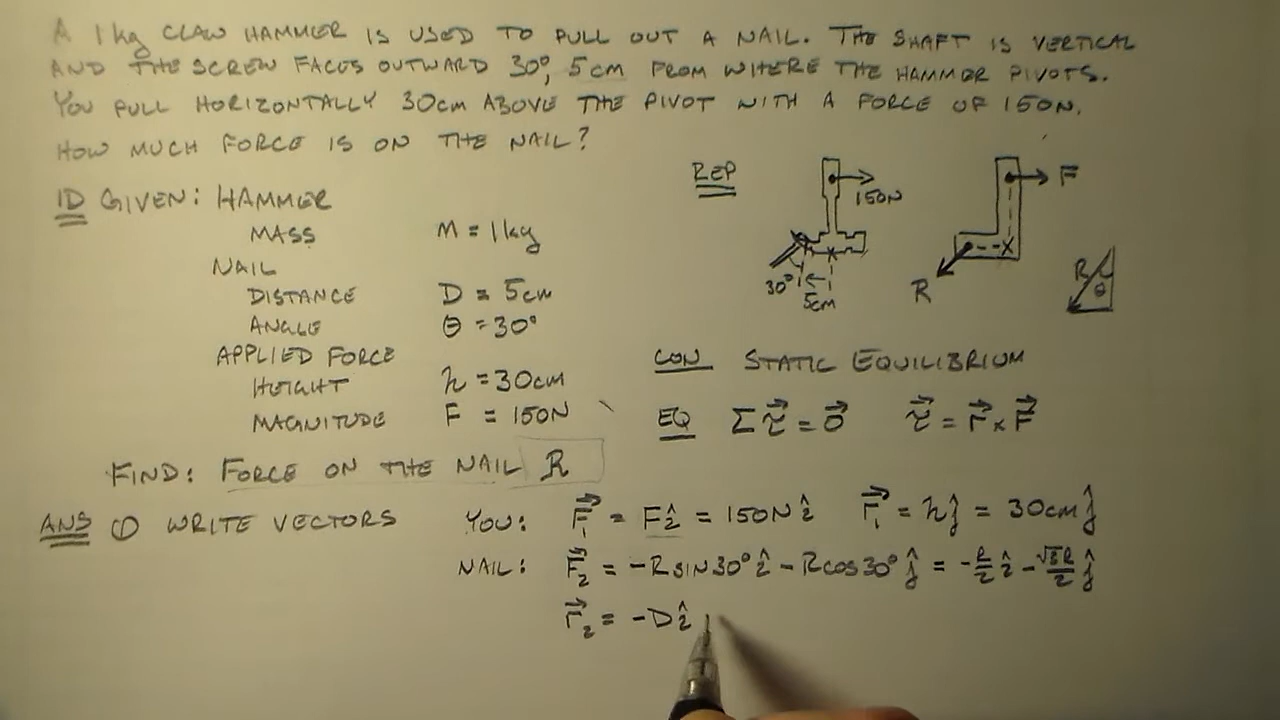 A 1kg CLAW HAMMER IS USED TO PULL OUT A NAIL. THE SHAFT IS VERTICAL
AND THE SCREW FACES OUTWARD 30°, 5cm FROM WHERE THE HAMMER PIVOTS.
YOU PULL HORIZONTALLY 30cm ABOVE THE PIVOT WITH A FORCE OF 150N.
HOW MUCH FORCE IS ON THE NAIL?
ID GIVEN: HAMMER
MASS M = 1kg
NAIL
DISTANCE D = 5cm
ANGLE θ = 30°
APPLIED FORCE
HEIGHT h = 30cm
MAGNITUDE F = 150N
FIND: FORCE ON THE NAIL R
REP
150N
30°
5cm
F
R
R θ
CON STATIC EQUILIBRIUM
EQ Σ τ⃗ = 0⃗ τ⃗ = r⃗ × F⃗
ANS ① WRITE VECTORS YOU: F⃗₁ = F î = 150N î r⃗₁ = h ĵ = 30cm ĵ
NAIL: F⃗₂ = -R SIN 30° î - R COS 30° ĵ = -R/2 î - √3R/2 ĵ
r⃗₂ = -D î